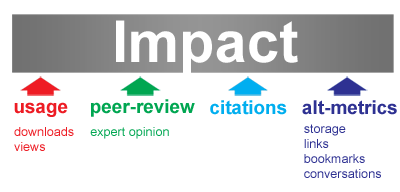 Impact
usage
peer-review
citations
alt-metrics
downloads
views
expert opinion
storage
links
bookmarks
conversations